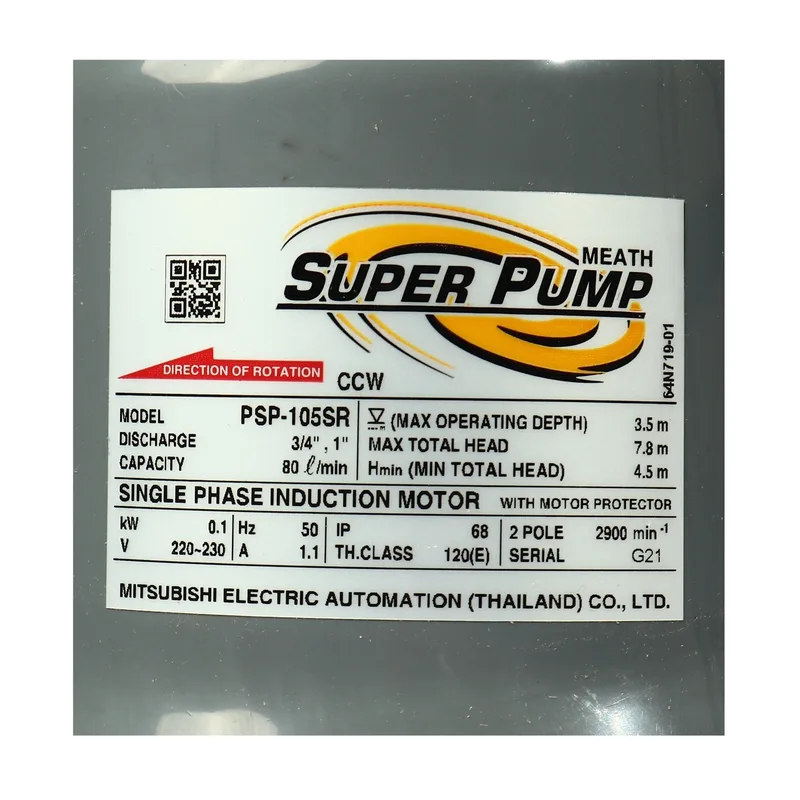 MEATH
SUPER PUMP
64N719-01
DIRECTION OF ROTATION CCW
MODEL PSP-105SR
DISCHARGE 3/4" , 1"
CAPACITY 80 ℓ/min
(MAX OPERATING DEPTH) 3.5 m
MAX TOTAL HEAD 7.8 m
Hmin (MIN TOTAL HEAD) 4.5 m
SINGLE PHASE INDUCTION MOTOR WITH MOTOR PROTECTOR
kW 0.1 Hz 50 IP 68 2 POLE 2900 min-1
V 220~230 A 1.1 TH.CLASS 120(E) SERIAL G21
MITSUBISHI ELECTRIC AUTOMATION (THAILAND) CO., LTD.